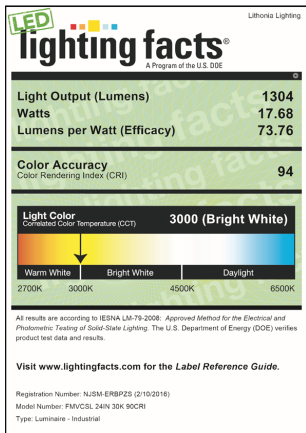 LED
Lithonia Lighting
lighting facts®
A Program of the U.S. DOE
Light Output (Lumens) 1304
Watts 17.68
Lumens per Watt (Efficacy) 73.76
Color Accuracy
Color Rendering Index (CRI) 94
Light Color
Correlated Color Temperature (CCT) 3000 (Bright White)
Warm White Bright White Daylight
2700K 3000K 4500K 6500K
All results are according to IESNA LM-79-2008: Approved Method for the Electrical and
Photometric Testing of Solid-State Lighting. The U.S. Department of Energy (DOE) verifies
product test data and results.
Visit www.lightingfacts.com for the Label Reference Guide.
Registration Number: NJSM-ERBPZS (2/10/2016)
Model Number: FMVCSL 24IN 30K 90CRI
Type: Luminaire - Industrial